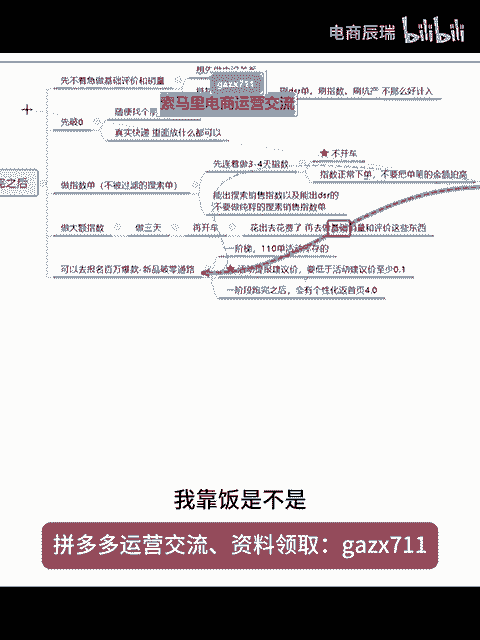 电商辰瑞 bilibili
先不着急做基础评价和销量
gazx711
索马里电商运营交流
刷dsr单、刷指数、刷坑产 不那么好计入
先破0
随便找个
真实快递 里面放什么都可以
完之后
做指数单（不被过滤的搜索单）
先连着做3-4天指数
不开车
指数正常下单，不要把单笔的金额拍高
能出搜索销售指数以及能出dsr的
不要做纯粹的搜索销售指数单
做大额指数
做三天
再开车
花出去花费了 再去做基础销量和评价这些东西
一阶梯，110单活动库存的
可以去报名百万爆款-新品破零通路
活动提报建议价，要低于活动建议价至少0.1
一阶段跑完之后，会有个性化返首页4.0
我靠饭是不是
拼多多运营交流、资料领取：gazx711